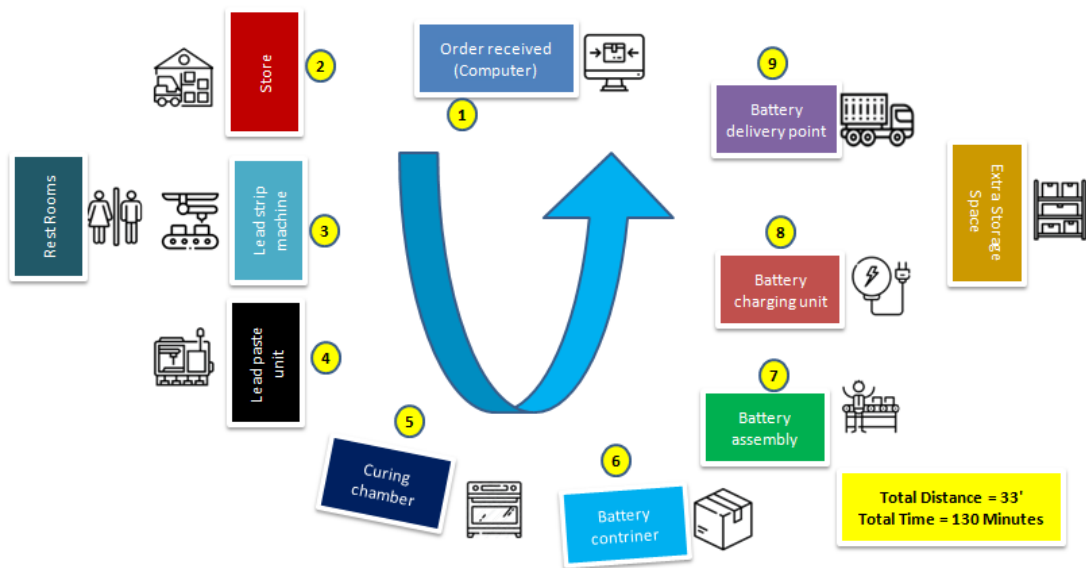 Order received
(Computer)
1
Store
2
Rest Rooms
Lead strip
machine
3
Lead paste
unit
4
Curing
chamber
5
Battery
contriner
6
Battery
assembly
7
Battery
charging unit
8
Battery
delivery point
9
Extra Storage
Space
Total Distance = 33'
Total Time = 130 Minutes